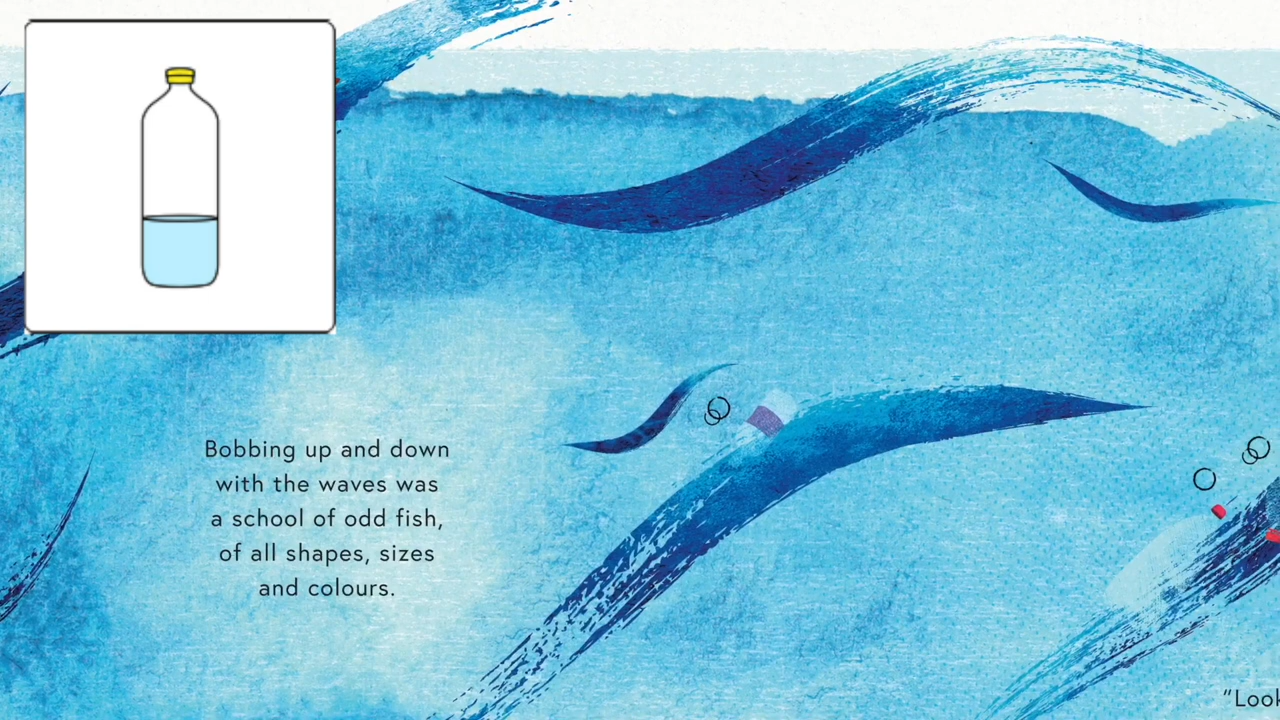 Bobbing up and down
with the waves was
a school of odd fish,
of all shapes, sizes
and colours.
"Look